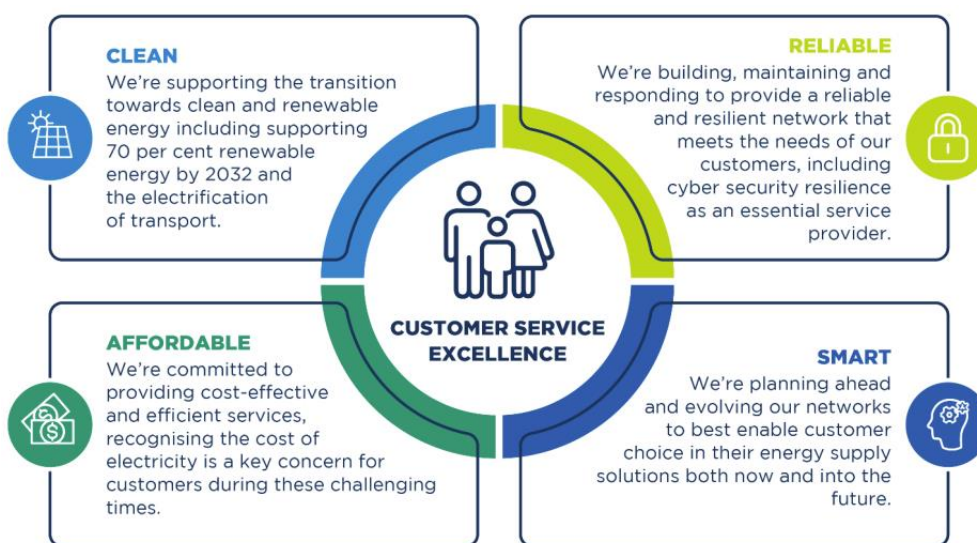 CLEAN
We're supporting the transition
towards clean and renewable
energy including supporting
70 per cent renewable
energy by 2032 and
the electrification
of transport.
RELIABLE
We're building, maintaining and
responding to provide a reliable
and resilient network that
meets the needs of our
customers, including
cyber security resilience
as an essential service
provider.
CUSTOMER SERVICE
EXCELLENCE
AFFORDABLE
We're committed to
providing cost-effective
and efficient services,
recognising the cost of
electricity is a key concern for
customers during these challenging
times.
SMART
We're planning ahead
and evolving our networks
to best enable customer
choice in their energy supply
solutions both now and into the
future.